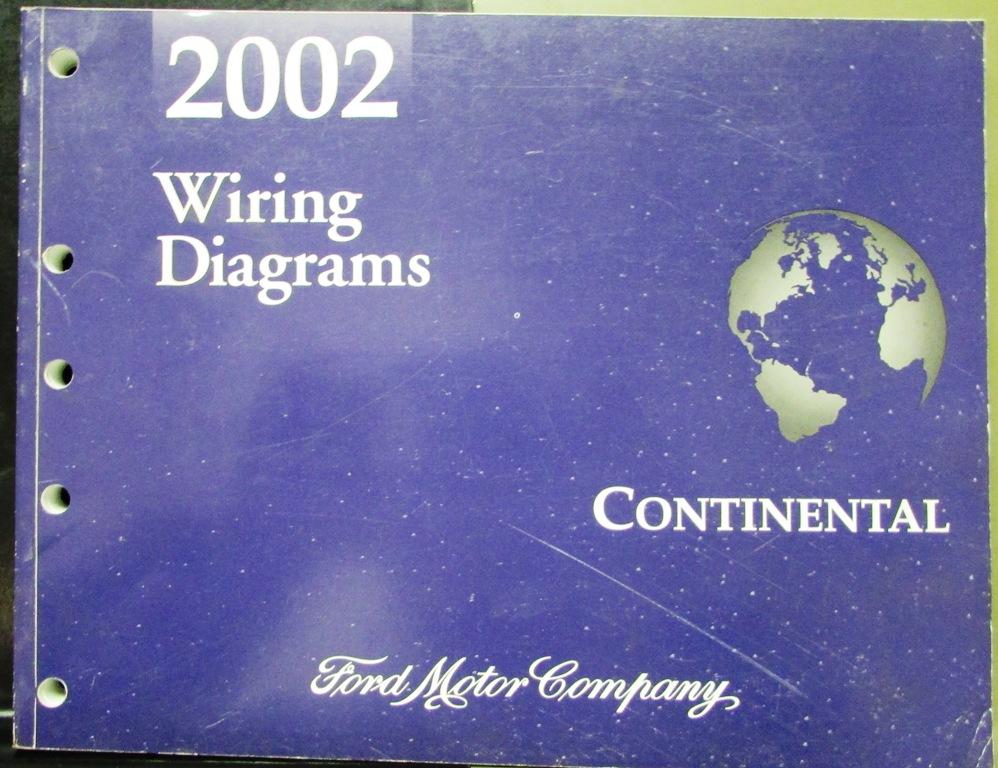 2002
Wiring
Diagrams
CONTINENTAL
Ford Motor Company